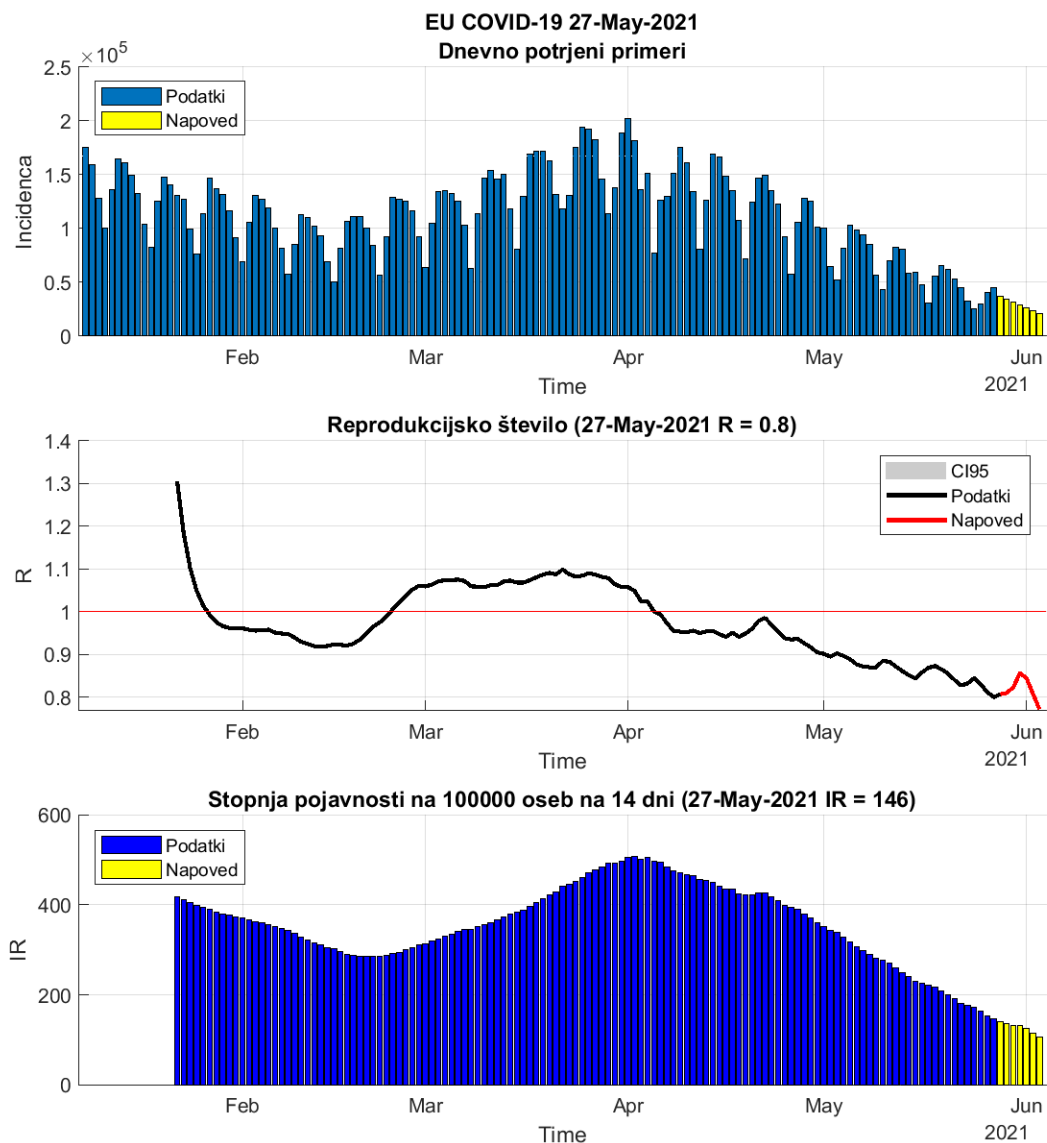 EU COVID-19 27-May-2021
Dnevno potrjeni primeri
×10⁵
2.5
2
1.5
1
0.5
0
Incidenca
Podatki
Napoved
Feb
Mar
Apr
May
Jun
Time
2021
Reprodukcijsko število (27-May-2021 R = 0.8)
1.4
1.3
1.2
1.1
1
0.9
0.8
R
CI95
Podatki
Napoved
Feb
Mar
Apr
May
Jun
Time
2021
Stopnja pojavnosti na 100000 oseb na 14 dni (27-May-2021 IR = 146)
600
400
200
0
IR
Podatki
Napoved
Feb
Mar
Apr
May
Jun
Time
2021